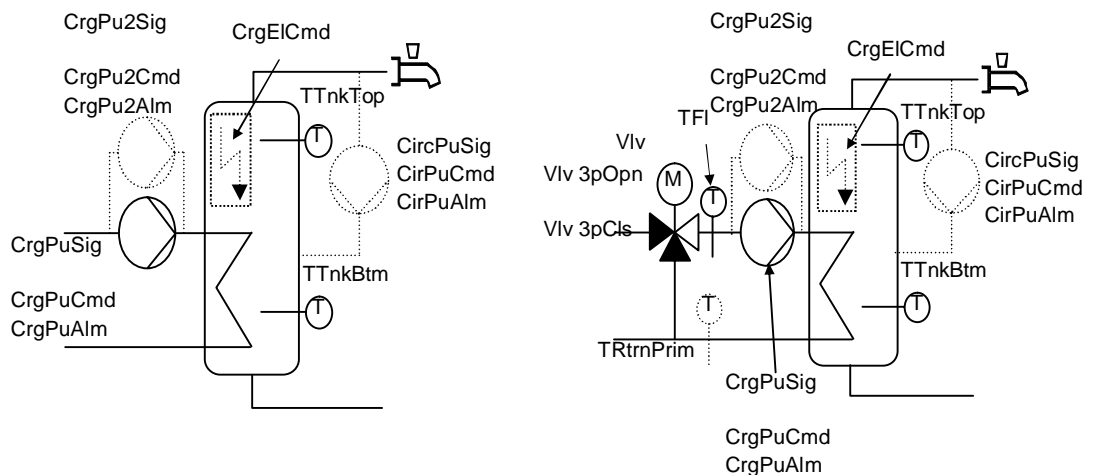 CrgPu2Sig
CrgElCmd
CrgPu2Cmd
CrgPu2Alm
TTnkTop
T
CircPuSig
CirPuCmd
CirPuAlm
CrgPuSig
TTnkBtm
CrgPuCmd
CrgPuAlm
T
CrgPu2Sig
CrgElCmd
CrgPu2Cmd
CrgPu2Alm
TTnkTop
TFl
Vlv
T
CircPuSig
CirPuCmd
CirPuAlm
Vlv 3pOpn
M
T
Vlv 3pCls
TTnkBtm
T
T
TRtrnPrim
CrgPuSig
CrgPuCmd
CrgPuAlm